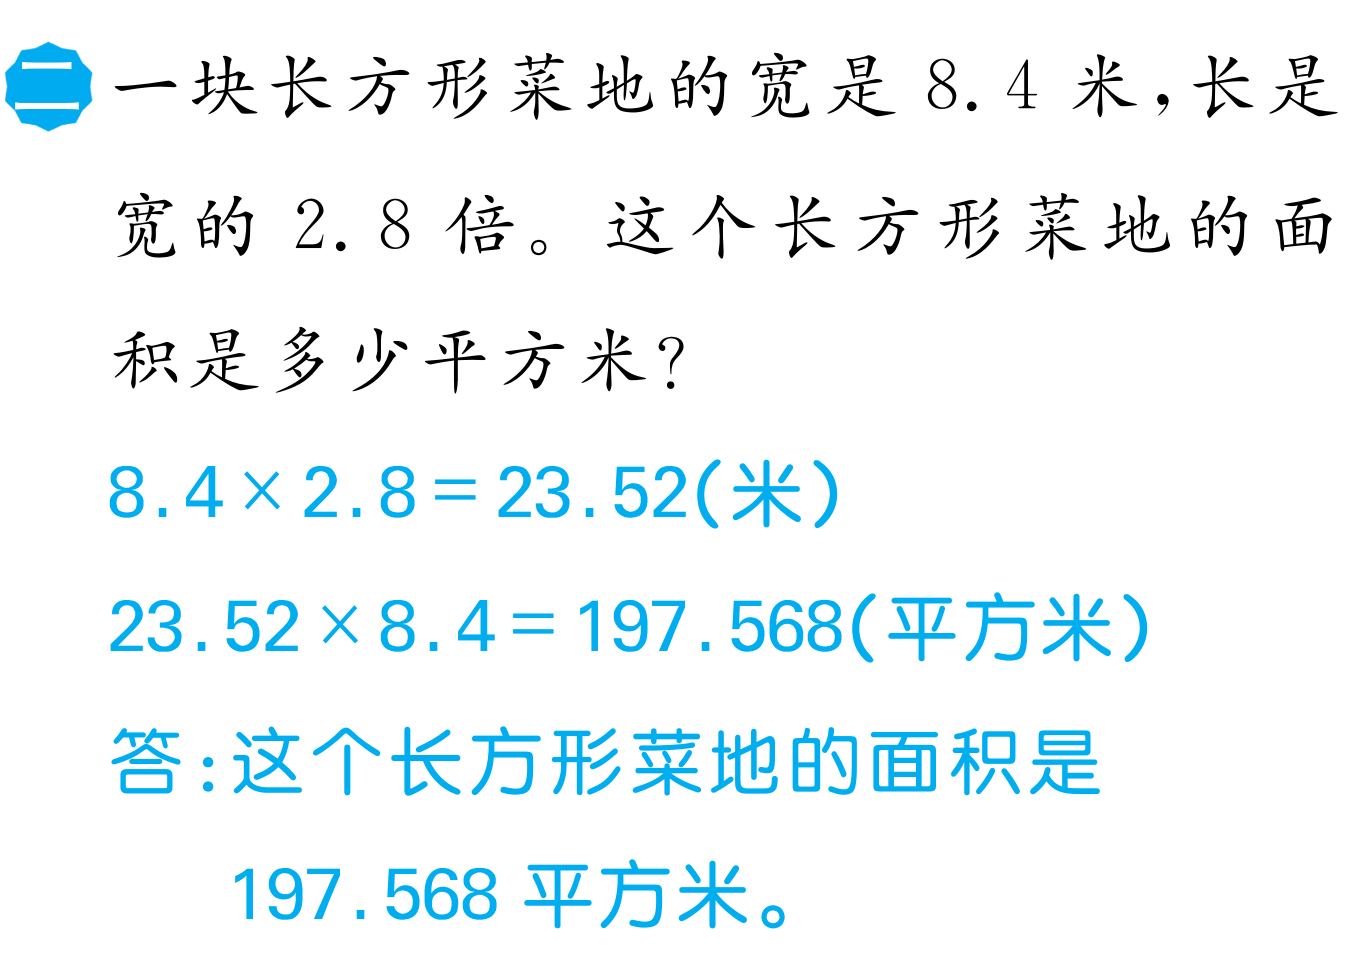 二 一块长方形菜地的宽是 8.4 米,长是
宽的 2.8 倍。这个长方形菜地的面
积是多少平方米?
8.4×2.8=23.52(米)
23.52×8.4=197.568(平方米)
答:这个长方形菜地的面积是
197.568 平方米。